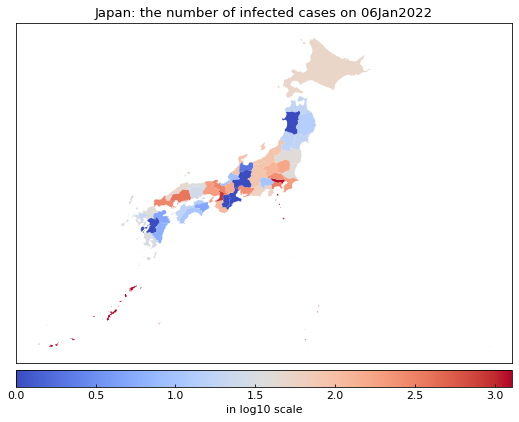 Japan: the number of infected cases on 06Jan2022
0.0 0.5 1.0 1.5 2.0 2.5 3.0
in log10 scale